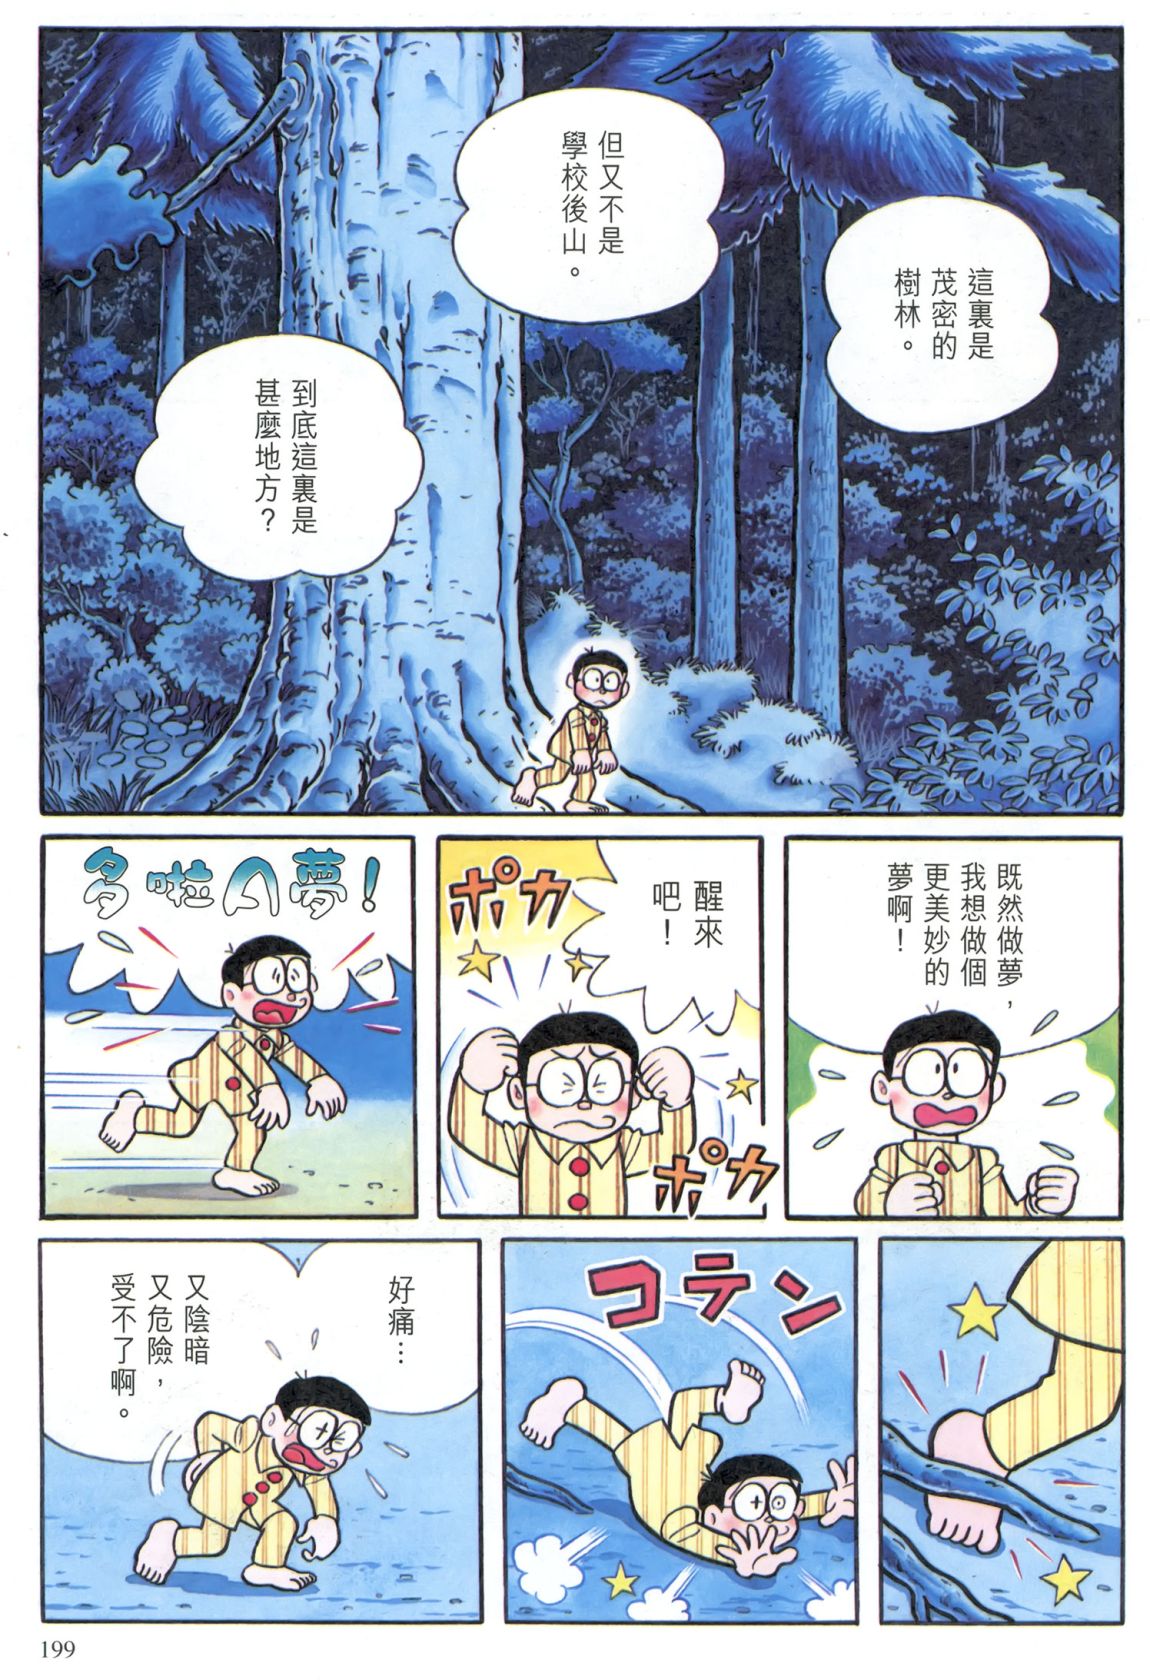 這裏是
茂密的
樹林。
但又不是
學校後山。
到底這裏是
甚麼地方？
既然做夢，
我想做個
更美妙的
夢啊！
醒來
吧！
ポカ
ポカ
多啦A夢！
コテン
好痛…
又陰暗
又危險，
受不了啊。
199